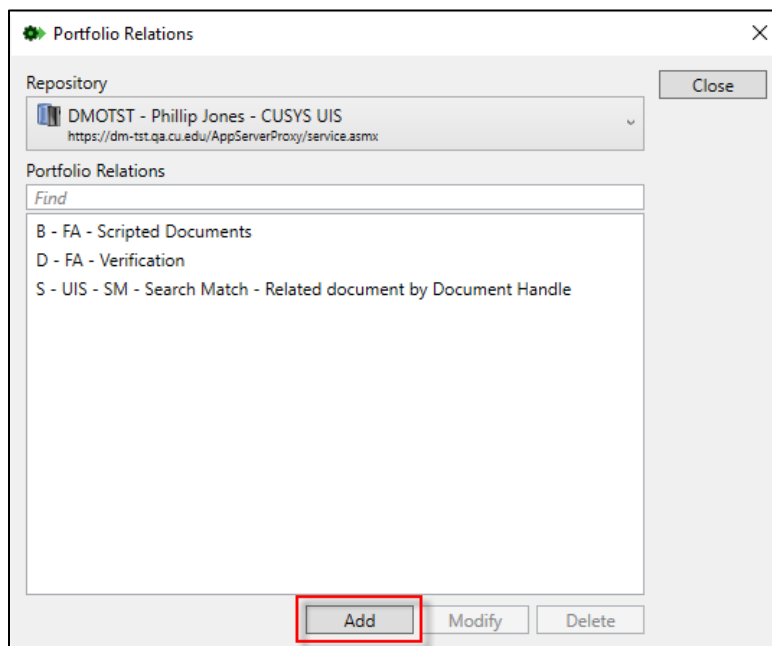 Portfolio Relations
Repository
Close
DMOTST - Phillip Jones - CUSYS UIS
https://dm-tst.qa.cu.edu/AppServerProxy/service.asmx
Portfolio Relations
Find
B - FA - Scripted Documents
D - FA - Verification
S - UIS - SM - Search Match - Related document by Document Handle
Add
Modify
Delete